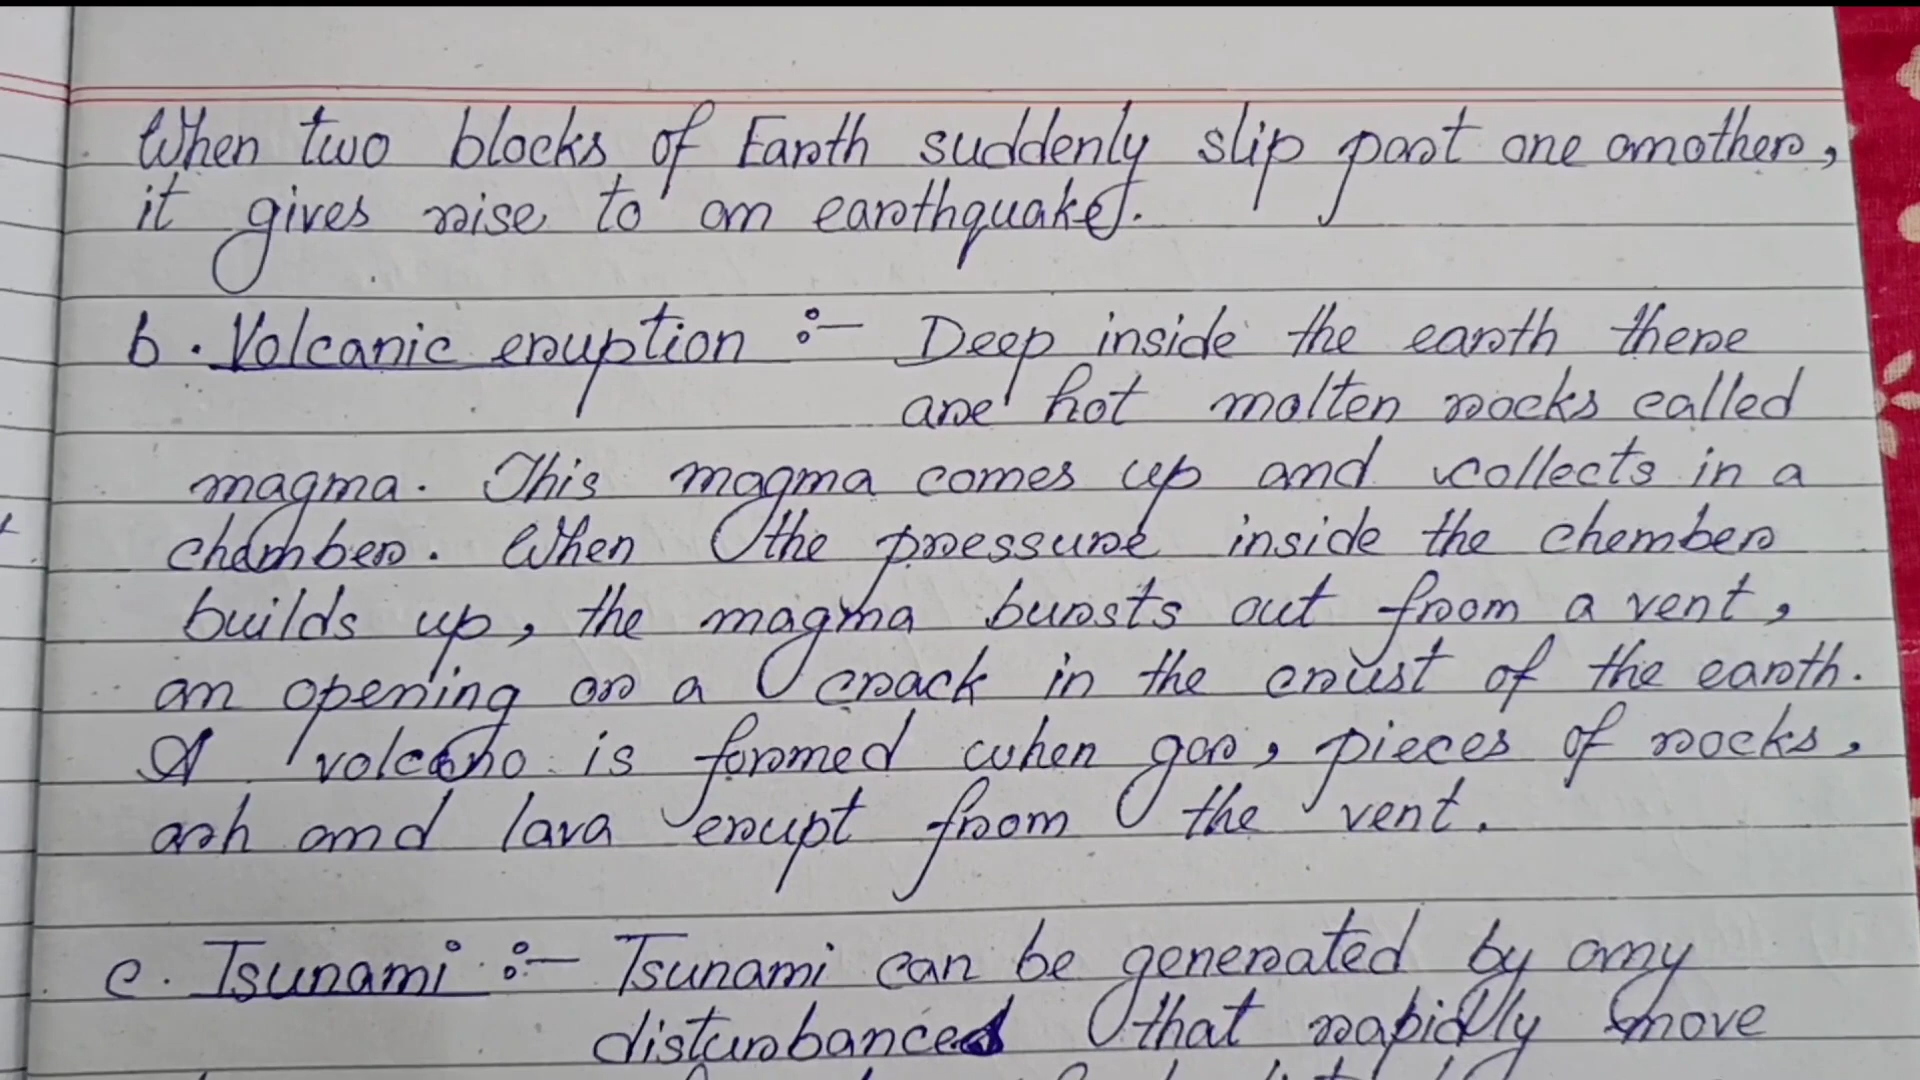 When two blocks of Earth suddenly slip past one another,
it gives rise to an earthquake.
b. Volcanic eruption :- Deep inside the earth there
are hot molten rocks called
magma. This magma comes up and collects in a
chamber. When the pressure inside the chember
builds up, the magma bursts out from a vent,
an opening or a crack in the crust of the earth.
A volcano is formed when gas, pieces of rocks,
ash and lava erupt from the vent.
c. Tsunami :- Tsunami can be generated by any
disturbances that rapidly move